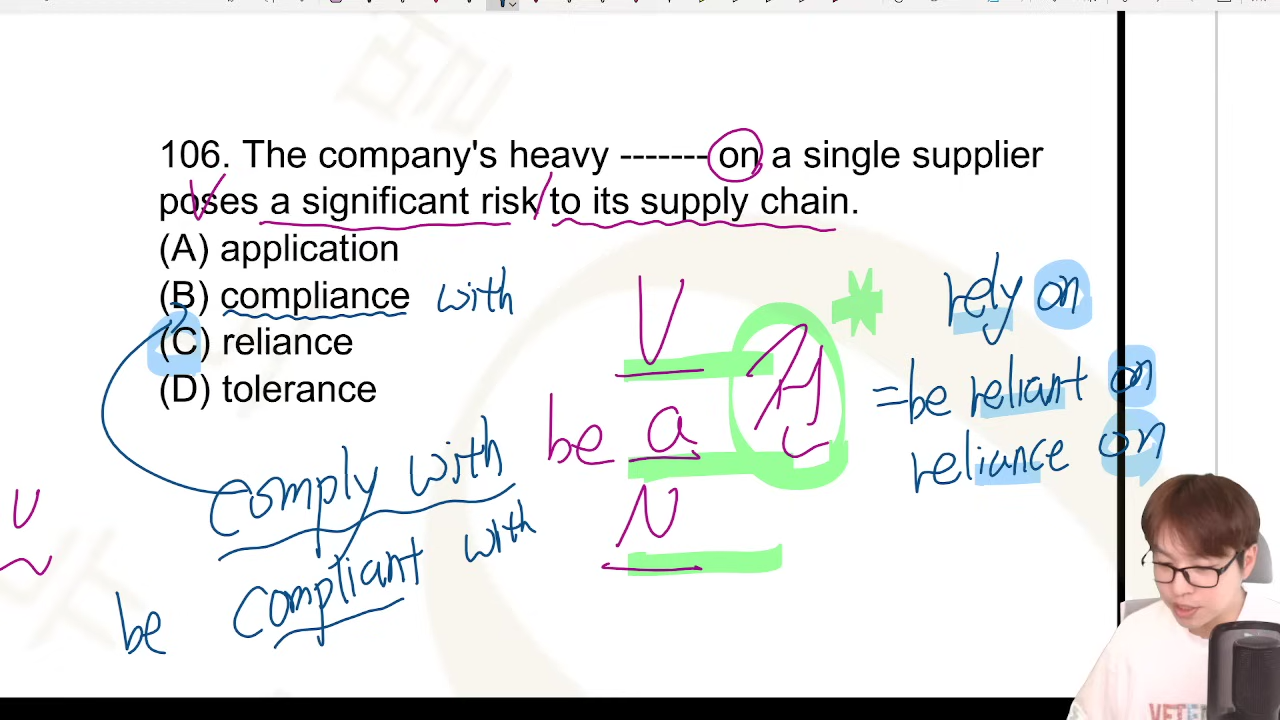 106. The company's heavy ------- on a single supplier
poses a significant risk to its supply chain.
(A) application
(B) compliance with
(C) reliance
(D) tolerance
V
be a 전
N
rely on
= be reliant on
reliance on
comply with
be compliant with
V